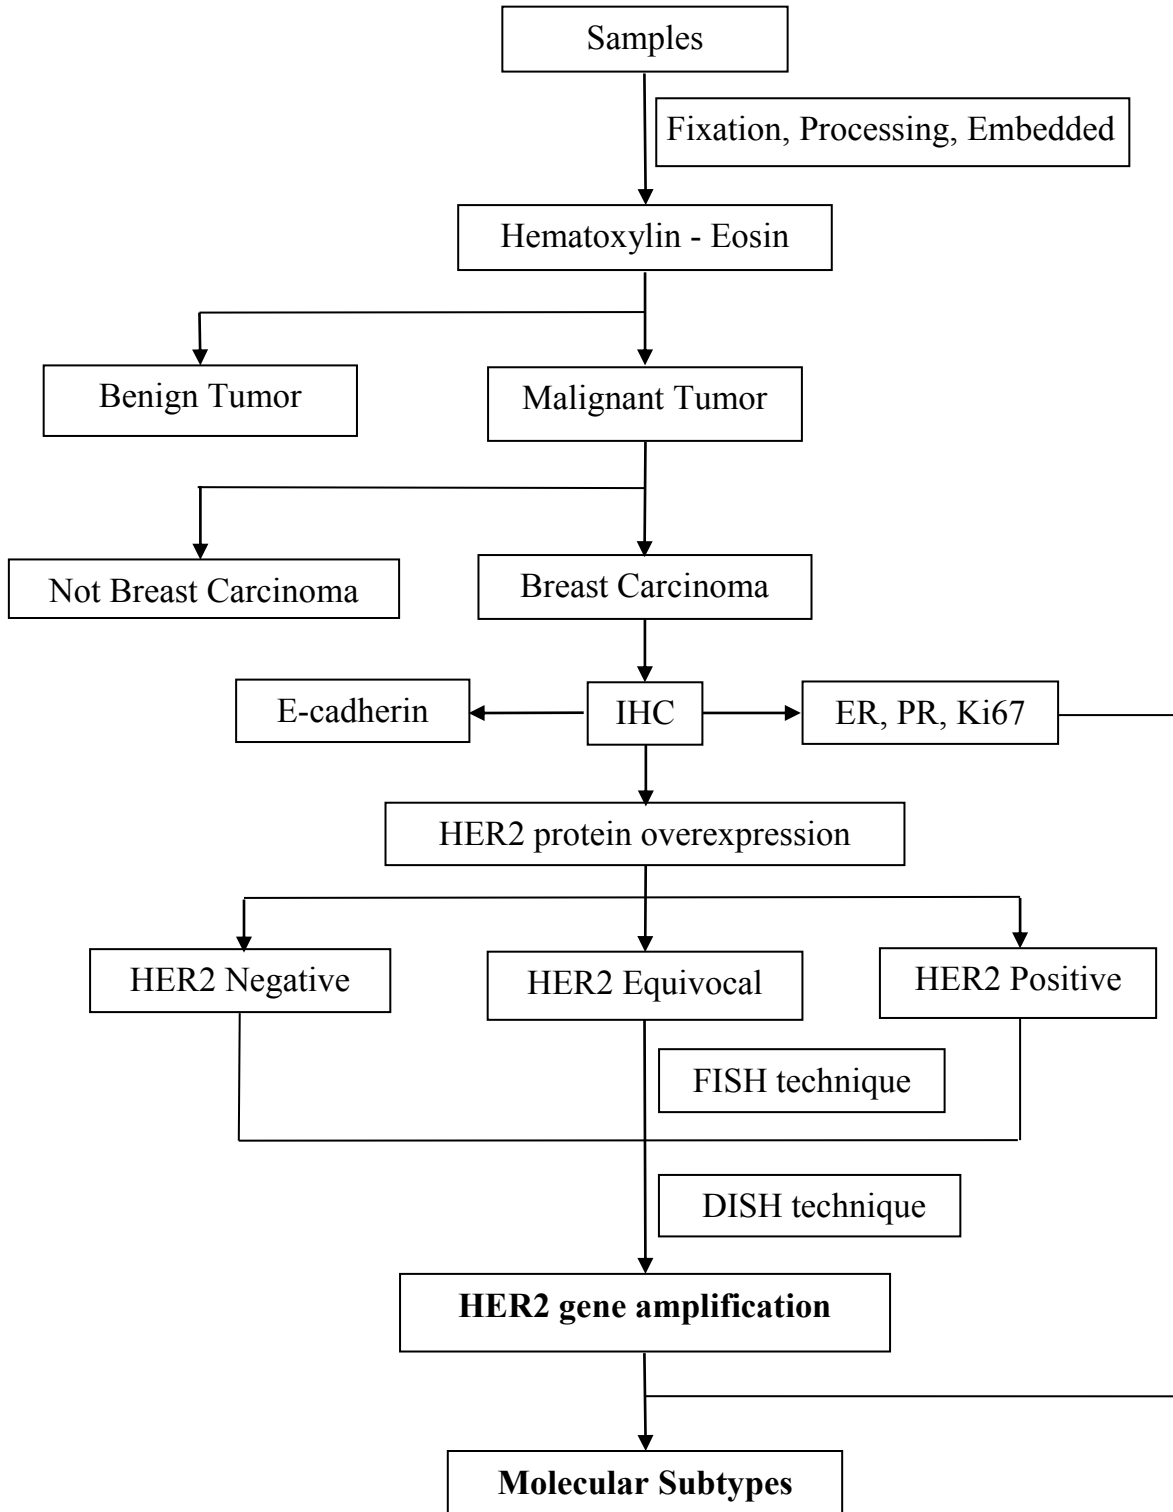 Samples
Fixation, Processing, Embedded
Hematoxylin - Eosin
Benign Tumor
Malignant Tumor
Not Breast Carcinoma
Breast Carcinoma
E-cadherin
IHC
ER, PR, Ki67
HER2 protein overexpression
HER2 Negative
HER2 Equivocal
HER2 Positive
FISH technique
DISH technique
HER2 gene amplification
Molecular Subtypes